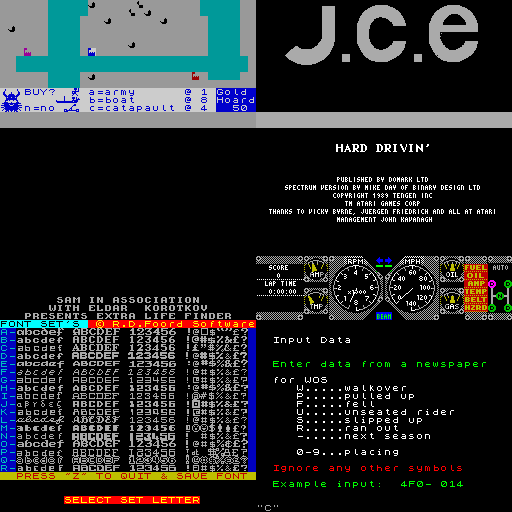 BUY? a=army @ 1 Gold
b=boat @ 8 Hoard
n=no c=catapault @ 4 50
J.C.e
HARD DRIVIN'
PUBLISHED BY DOMARK LTD
SPECTRUM VERSION BY MIKE DAY OF BINARY DESIGN LTD
COPYRIGHT 1989 TENGEN INC
TM ATARI GAMES CORP
THANKS TO VICKY BYRNE, JUERGEN FRIEDRICH AND ALL AT ATARI
MANAGEMENT JOHN KAVANAGH
SCORE
0
LAP TIME
0:00:00
AMP
TMP
RPM
MPH
BEAM
OIL
GAS
FUEL
OIL
AMP
TEMP
BELT
HZRD
AUTO
SAM IN ASSOCIATION
WITH ELDAR KOROTKOV
PRESENTS EXTRA LIFE FINDER
FONT SET'S © R.D.Foord Software
A-abcdef ABCDEF 123456
B-abcdef ABCDEF 123456 !@#$%&£?
C-abcdef ABCDEF 123456
D-abcdef ABCDEF 123456 !@#$%&£?
E-abcdef ABCDEF 123456 !@#$%&£?
F-abcdef ABCDEF 123456 !@#$%&£?
G-abcdef ABCDEF 123456
H-abcdef ABCDEF 123456 !@#$%&£?
I-abcdef ABCDEF 123456
J-abcdef ABCDEF 123456
K-abcdef ABCDEF 123456
L-abcdef ABCDEF 123456
M-abcdef ABCDEF 123456
N-abcdef ABCDEF 123456
O-abcdef ABCDEF 123456
P-abcdef ABCDEF 123456
Q-abcdef ABCDEF 123456
R-abcdef ABCDEF 123456 !@#$%&£?
PRESS "Z" TO QUIT & SAVE FONT
SELECT SET LETTER
Input Data
Enter data from a newspaper
for WOS
W.....walkover
P.....pulled up
F.....fell
U.....unseated rider
S.....slipped up
R.....ran out
-.....next season
0-9...placing
Ignore any other symbols
Example input: 4F0-014
"C"